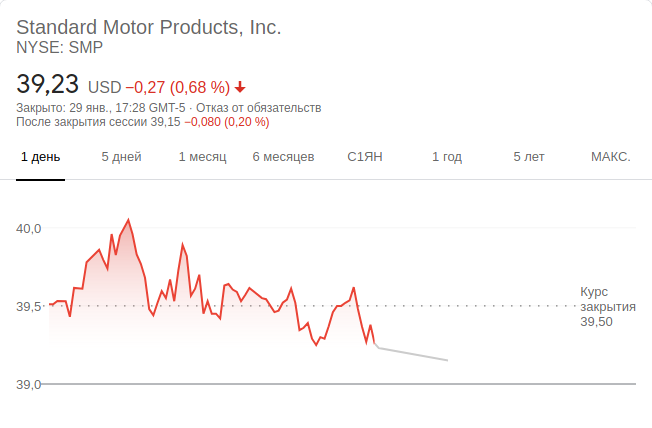 Standard Motor Products, Inc.
NYSE: SMP
39,23 USD −0,27 (0,68 %)
Закрыто: 29 янв., 17:28 GMT-5 · Отказ от обязательств
После закрытия сессии 39,15 −0,080 (0,20 %)
1 день 5 дней 1 месяц 6 месяцев С1ЯН 1 год 5 лет МАКС.
40,0
39,5
Курс
закрытия
39,50
39,0